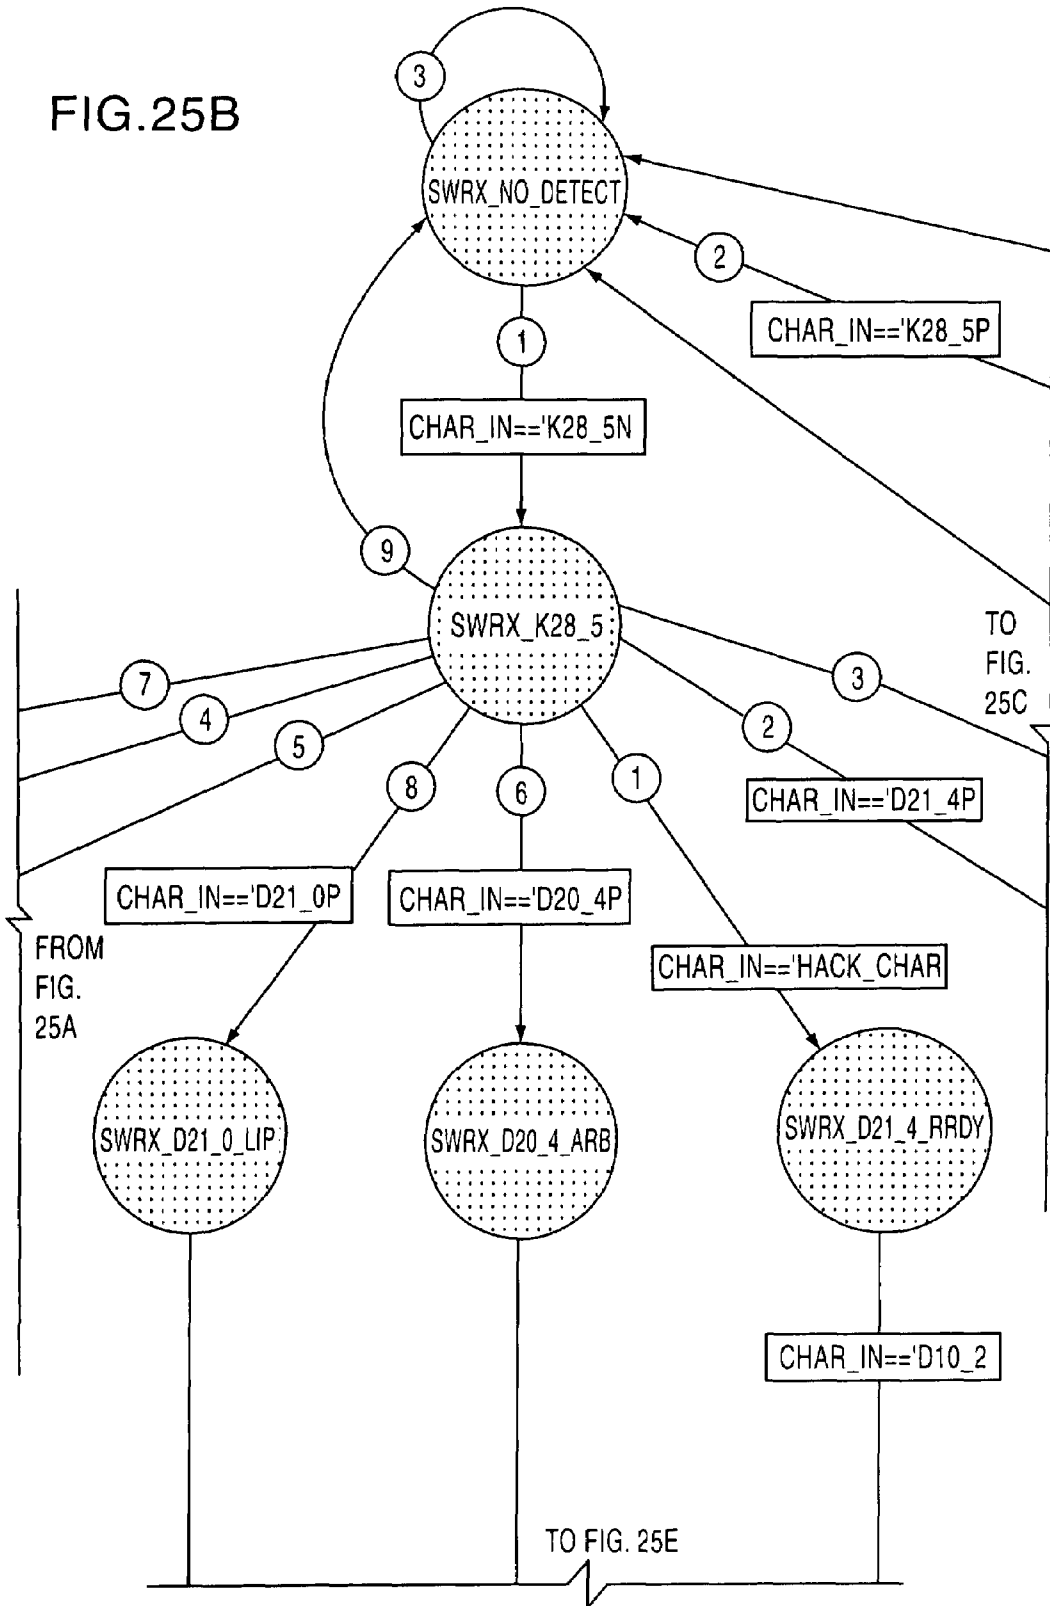 FIG.25B
3
SWRX_NO_DETECT
2
CHAR_IN=='K28_5P
1
CHAR_IN=='K28_5N
9
SWRX_K28_5
TO
FIG.
25C
7
4
5
8
6
1
2
3
CHAR_IN=='D21_4P
CHAR_IN=='D21_0P
CHAR_IN=='D20_4P
CHAR_IN=='HACK_CHAR
FROM
FIG.
25A
SWRX_D21_0_LIP
SWRX_D20_4_ARB
SWRX_D21_4_RRDY
CHAR_IN=='D10_2
TO FIG. 25E